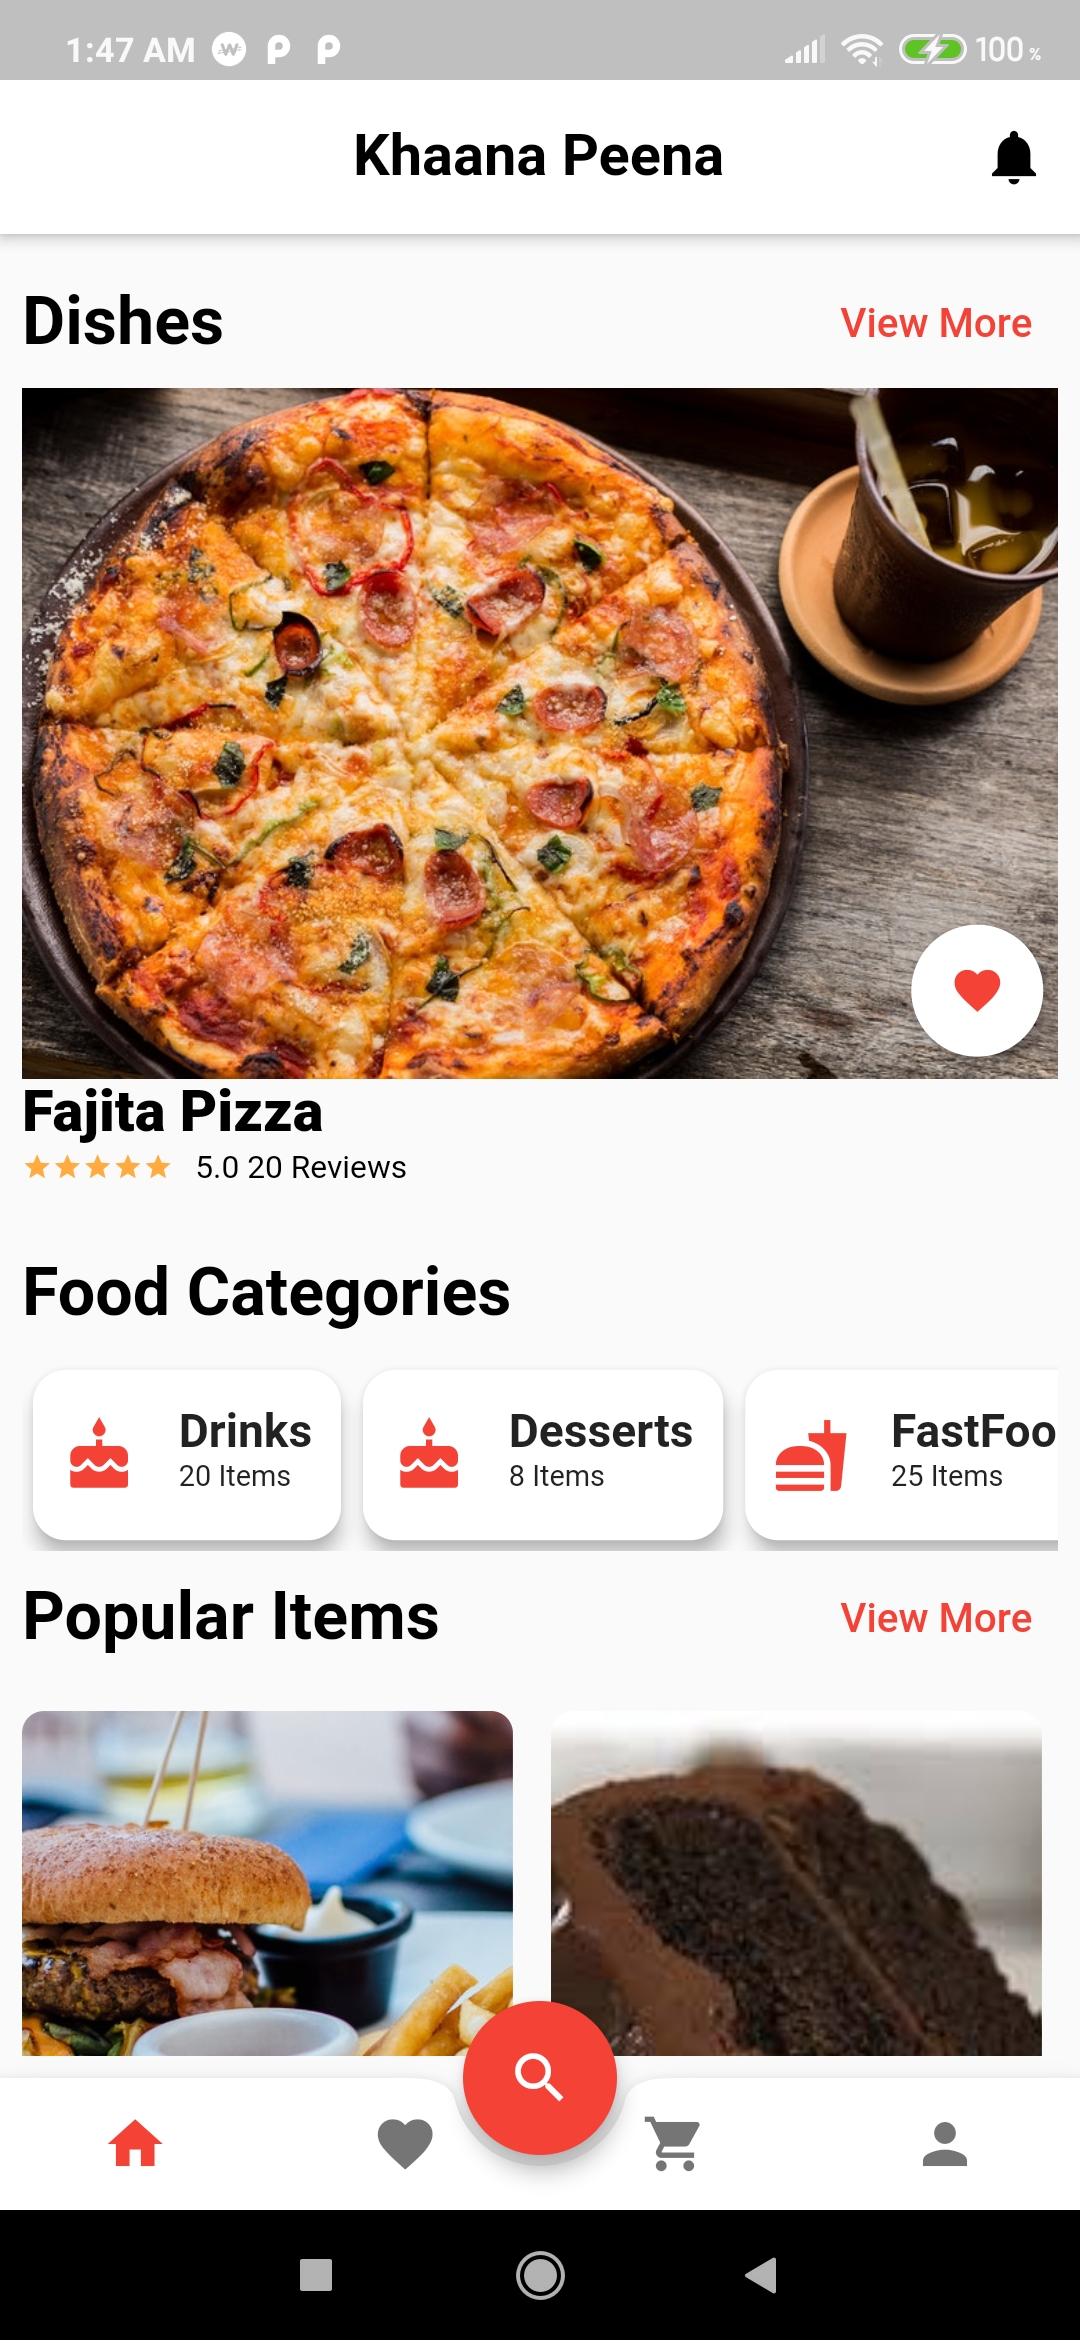 1:47 AM
100 %
Khaana Peena
Dishes
View More
Fajita Pizza
5.0 20 Reviews
Food Categories
Drinks
20 Items
Desserts
8 Items
FastFoo
25 Items
Popular Items
View More